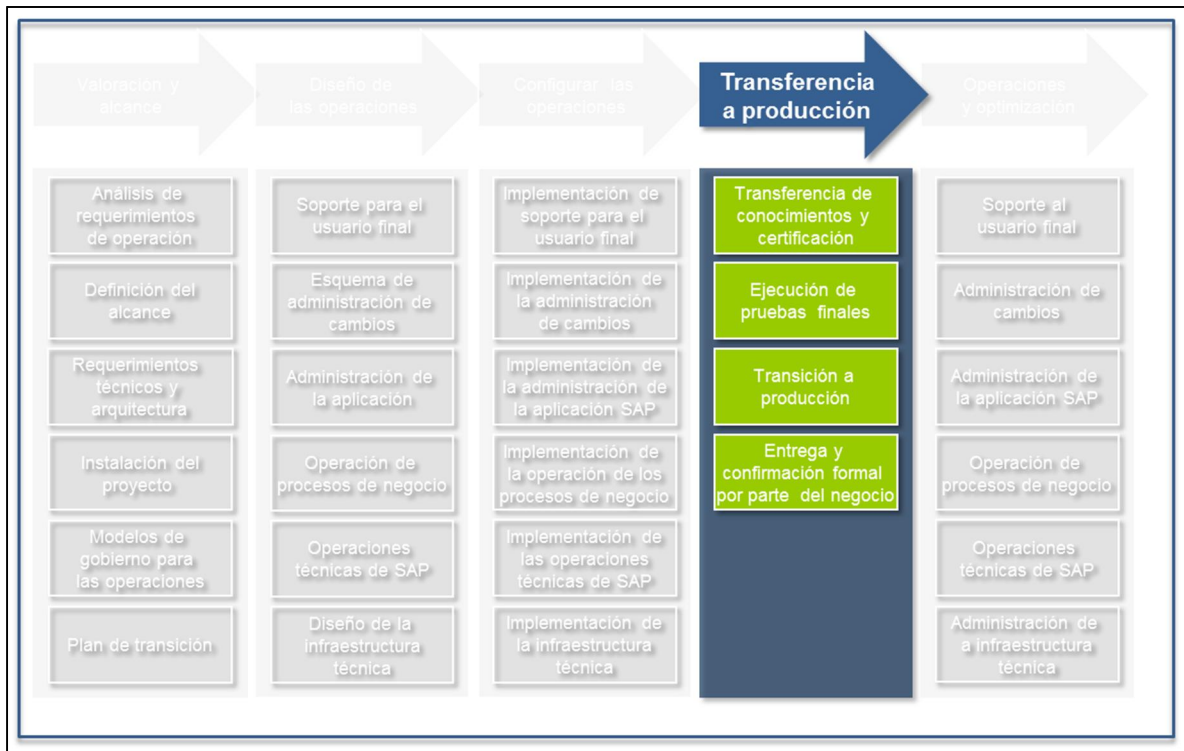 Valoración y
alcance
Diseño de
las operaciones
Configurar las
operaciones
Transferencia
a producción
Operaciones
y optimización
Análisis de
requerimientos
de operación
Definición del
alcance
Requerimientos
técnicos y
arquitectura
Instalación del
proyecto
Modelos de
gobierno para
las operaciones
Plan de transición
Soporte para el
usuario final
Esquema de
administración de
cambios
Administración de
la aplicación
Operación de
procesos de negocio
Operaciones
técnicas de SAP
Diseño de la
infraestructura
técnica
Implementación de
soporte para el
usuario final
Implementación de
la administración
de cambios
Implementación de
la administración de
la aplicación SAP
Implementación de
la operación de los
procesos de negocio
Implementación de
las operaciones
técnicas de SAP
Implementación de
la infraestructura
técnica
Transferencia de
conocimientos y
certificación
Ejecución de
pruebas finales
Transición a
producción
Entrega y
confirmación formal
por parte del negocio
Soporte al
usuario final
Administración de
cambios
Administración de
la aplicación SAP
Operación de
procesos de negocio
Operaciones
técnicas de SAP
Administración de
a infraestructura
técnica